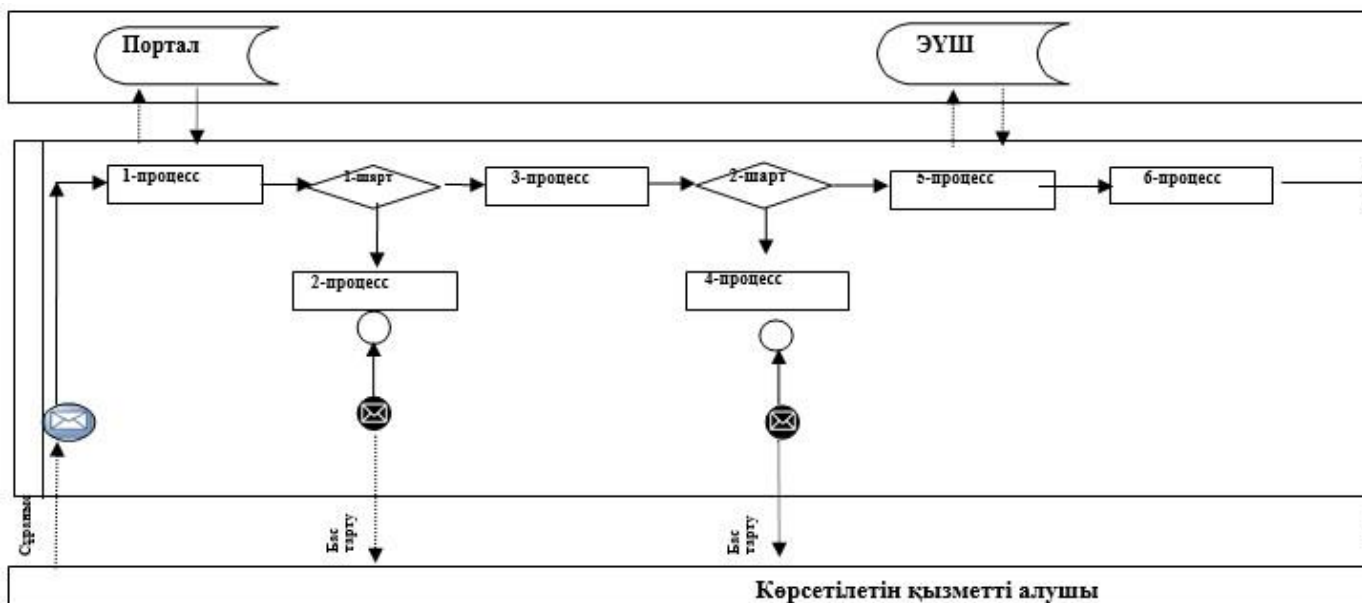 Портал
ЭҮШ
1-процесс
1-шарт
3-процесс
2-шарт
5-процесс
6-процесс
2-процесс
4-процесс
Сұраныс
Бас
тарту
Бас
тарту
Көрсетілетін қызметті алушы